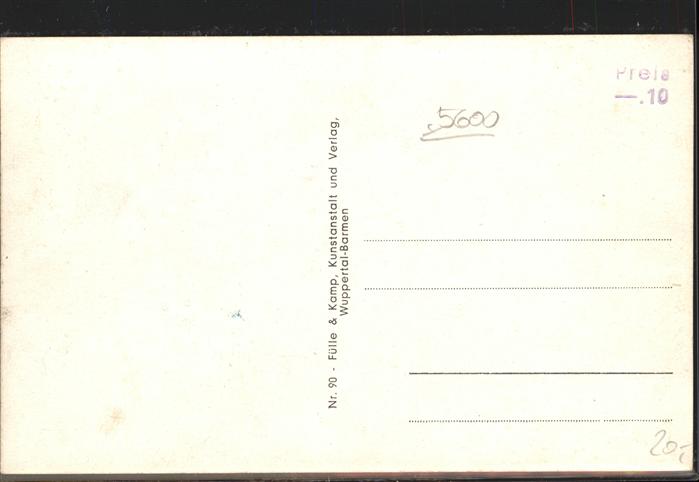 Preis
—.10
5600
Nr. 90 - Fülle & Kamp, Kunstanstalt und Verlag,
Wuppertal-Barmen
20,-